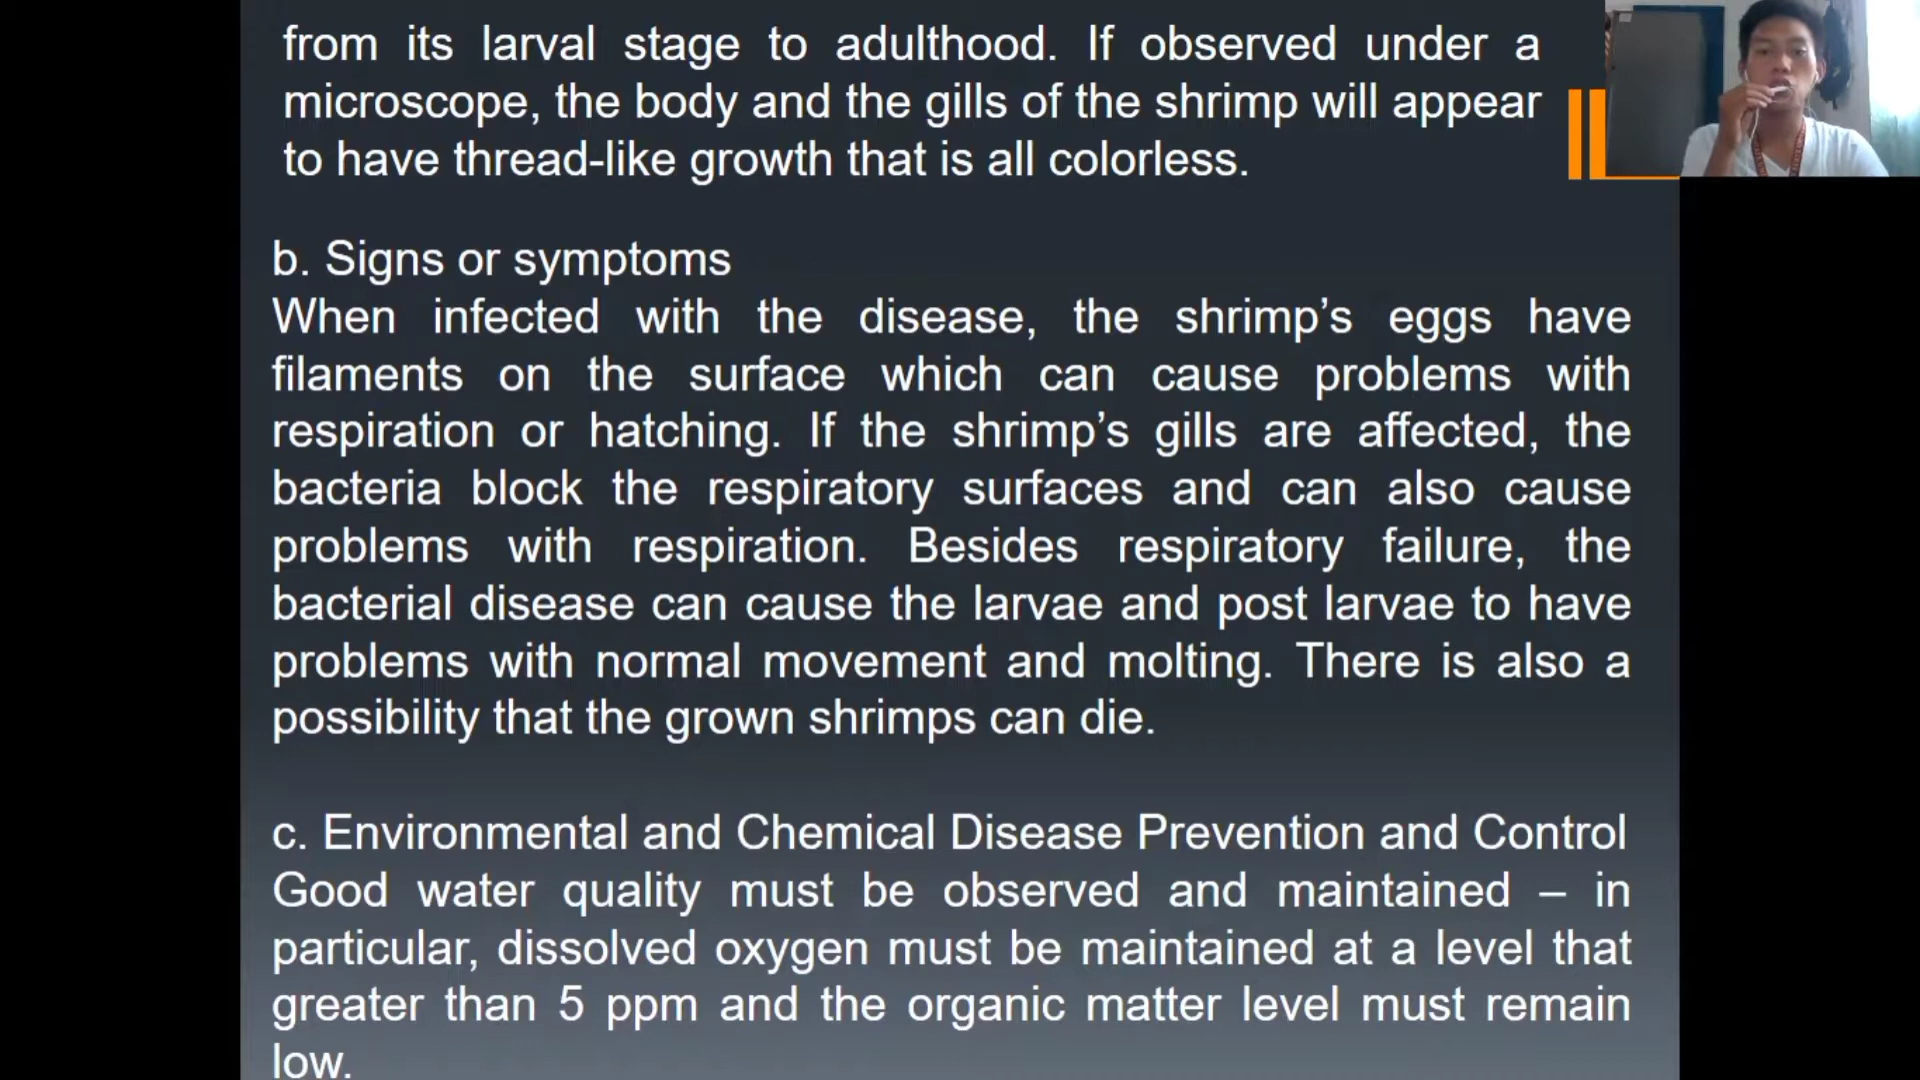 from its larval stage to adulthood. If observed under a
microscope, the body and the gills of the shrimp will appear
to have thread-like growth that is all colorless.
b. Signs or symptoms
When infected with the disease, the shrimp’s eggs have
filaments on the surface which can cause problems with
respiration or hatching. If the shrimp’s gills are affected, the
bacteria block the respiratory surfaces and can also cause
problems with respiration. Besides respiratory failure, the
bacterial disease can cause the larvae and post larvae to have
problems with normal movement and molting. There is also a
possibility that the grown shrimps can die.
c. Environmental and Chemical Disease Prevention and Control
Good water quality must be observed and maintained – in
particular, dissolved oxygen must be maintained at a level that
greater than 5 ppm and the organic matter level must remain
low.